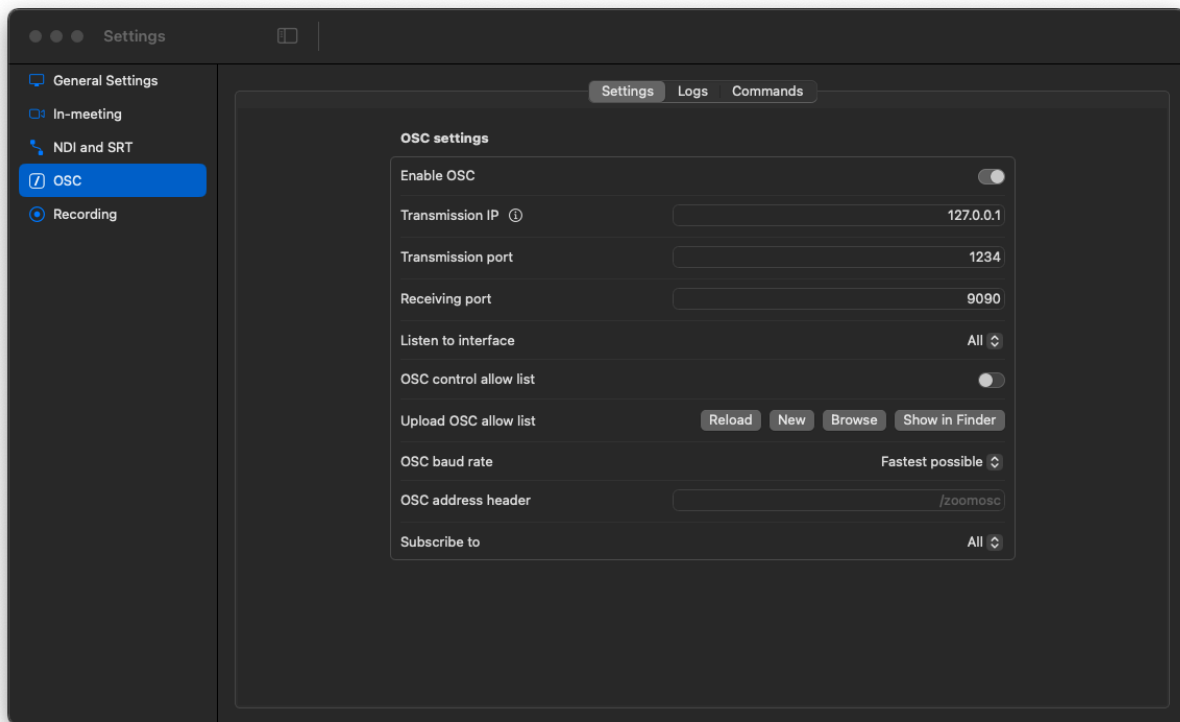 Settings
General Settings
In-meeting
NDI and SRT
OSC
Recording
Settings Logs Commands
OSC settings
Enable OSC
Transmission IP 127.0.0.1
Transmission port 1234
Receiving port 9090
Listen to interface All
OSC control allow list
Upload OSC allow list Reload New Browse Show in Finder
OSC baud rate Fastest possible
OSC address header /zoomosc
Subscribe to All